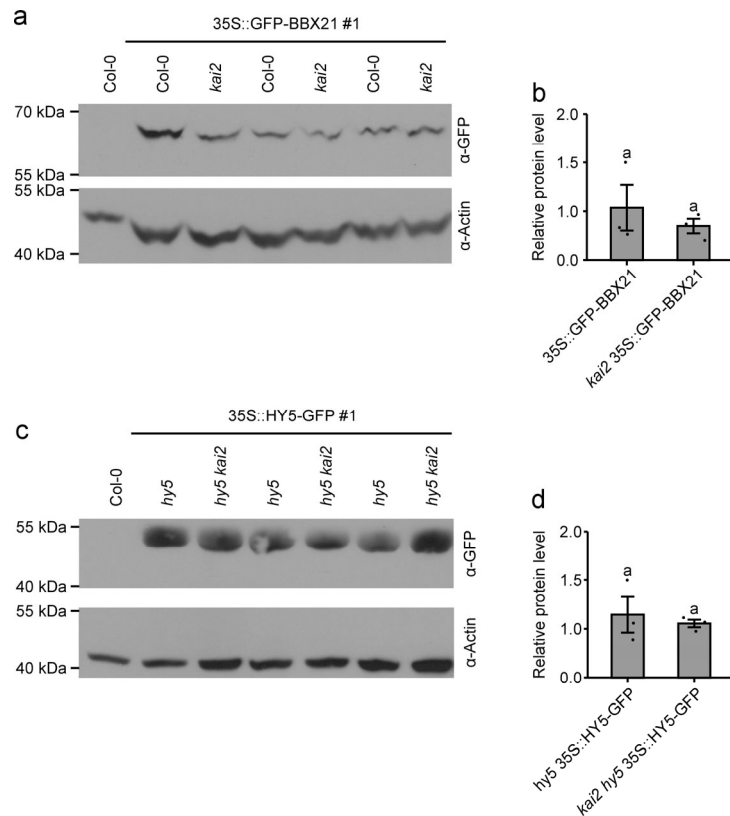 a
35S::GFP-BBX21 #1
Col-0
Col-0
kai2
Col-0
kai2
Col-0
kai2
70 kDa
55 kDa
α-GFP
55 kDa
40 kDa
α-Actin
b
2.0
1.5
1.0
0.0
Relative protein level
a
a
35S::GFP-BBX21
kai2 35S::GFP-BBX21
c
35S::HY5-GFP #1
Col-0
hy5
hy5 kai2
hy5
hy5 kai2
hy5
hy5 kai2
55 kDa
40 kDa
α-GFP
55 kDa
40 kDa
α-Actin
d
2.0
1.5
1.0
0.0
Relative protein level
a
a
hy5 35S::HY5-GFP
kai2 hy5 35S::HY5-GFP